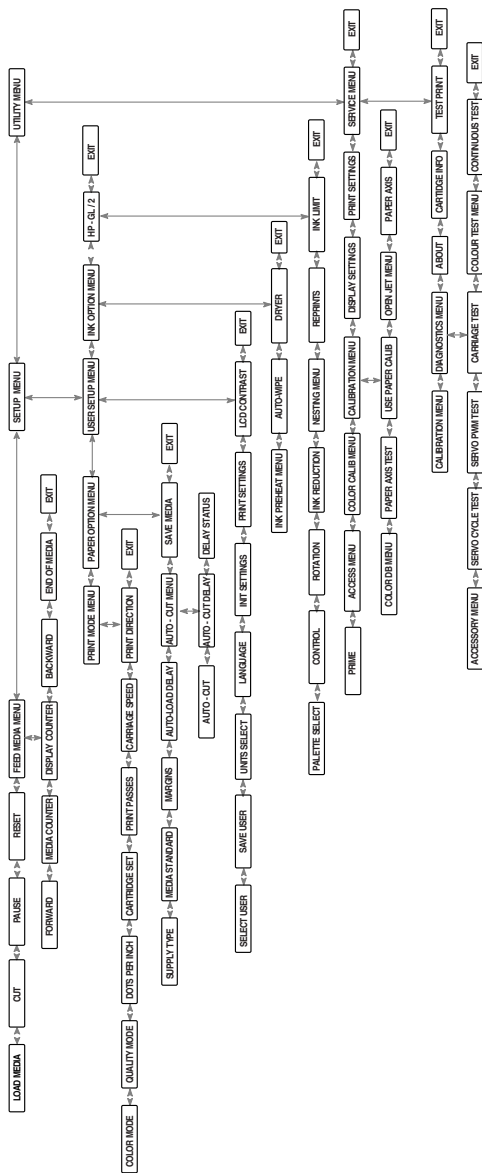 LOAD MEDIA
CUT
PAUSE
RESET
FEED MEDIA MENU
SETUP MENU
UTILITY MENU
FORWARD
MEDIA COUNTER
DISPLAY COUNTER
BACKWARD
END OF MEDIA
EXIT
PRINT MODE MENU
PAPER OPTION MENU
USER SETUP MENU
INK OPTION MENU
HP - GL / 2
EXIT
COLOR MODE
QUALITY MODE
DOTS PER INCH
CARTRIDGE SET
PRINT PASSES
CARRIAGE SPEED
PRINT DIRECTION
EXIT
SUPPLY TYPE
MEDIA STANDARD
MARGINS
AUTO-LOAD DELAY
AUTO - CUT MENU
SAVE MEDIA
EXIT
AUTO - CUT
AUTO - CUT DELAY
DELAY STATUS
SELECT USER
SAVE USER
UNITS SELECT
LANGUAGE
INIT SETTINGS
PRINT SETTINGS
LCD CONTRAST
EXIT
INK PREHEAT MENU
AUTO-WIPE
DRYER
EXIT
PALETTE SELECT
CONTROL
ROTATION
INK REDUCTION
NESTING MENU
REPRINTS
INK LIMIT
EXIT
PRIME
ACCESS MENU
COLOR CALIB MENU
CALIBRATION MENU
DISPLAY SETTINGS
PRINT SETTINGS
SERVICE MENU
EXIT
COLOR DB MENU
PAPER AXIS TEST
USE PAPER CALIB
OPEN JET MENU
PAPER AXIS
EXIT
CALIBRATION MENU
DIAGNOSTICS MENU
ABOUT
CARTIDGE INFO
TEST PRINT
EXIT
ACCESSORY MENU
SERVO CYCLE TEST
SERVO PWM TEST
CARRIAGE TEST
COLOUR TEST MENU
CONTINUOUS TEST
EXIT